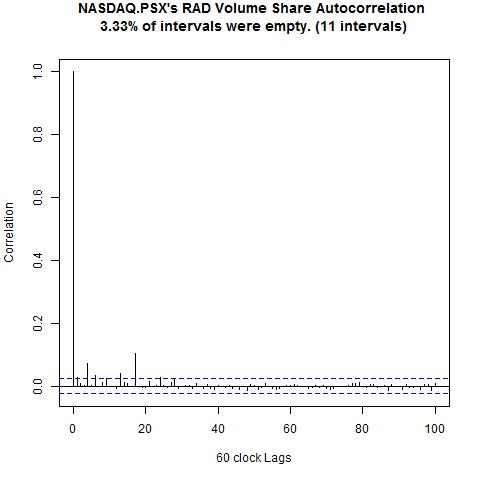 NASDAQ.PSX's RAD Volume Share Autocorrelation
3.33% of intervals were empty. (11 intervals)
1.0
0.8
0.6
0.4
0.2
0.0
Correlation
0 20 40 60 80 100
60 clock Lags